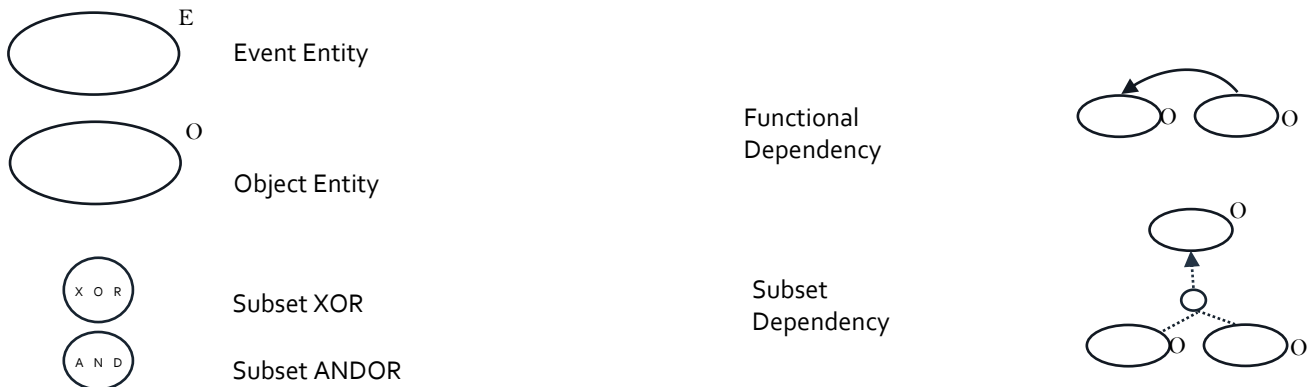 E
Event Entity
O
Object Entity
X O R
Subset XOR
A N D
Subset ANDOR
Functional
Dependency
O
O
O
Subset
Dependency
O
O